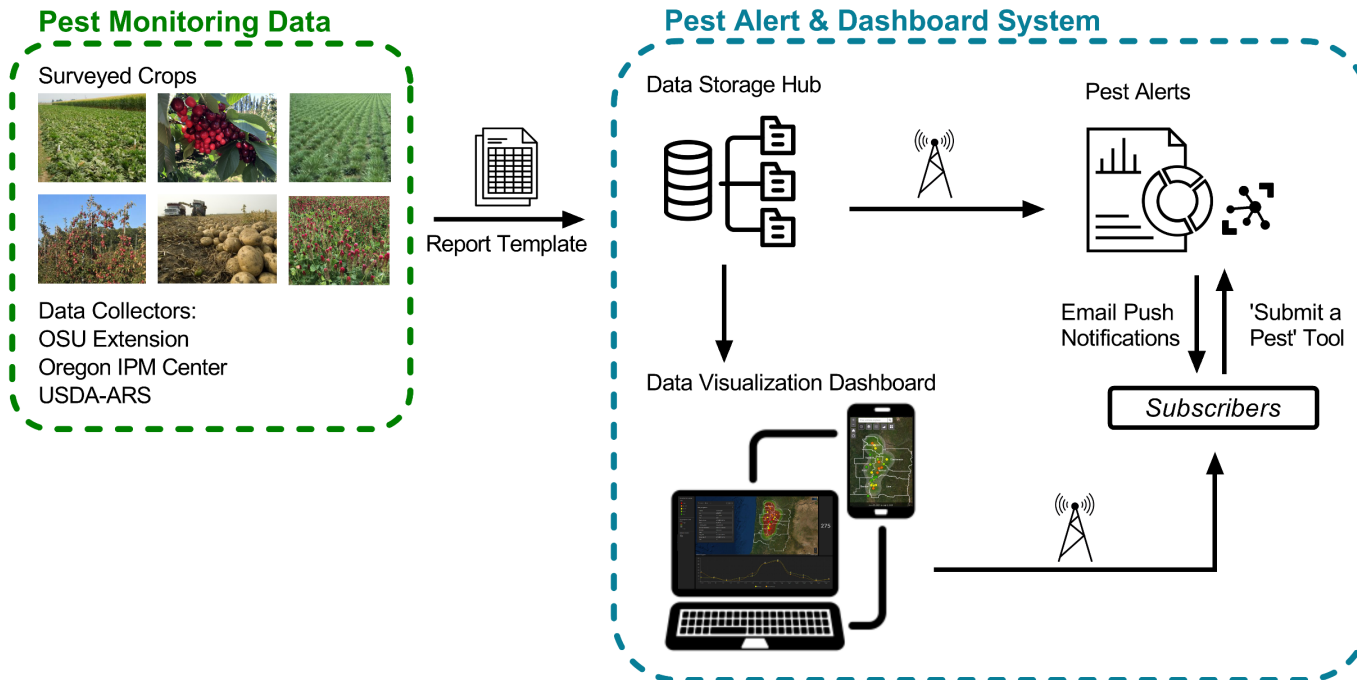 Pest Monitoring Data
Surveyed Crops
Data Collectors:
OSU Extension
Oregon IPM Center
USDA-ARS
Report Template
Pest Alert & Dashboard System
Data Storage Hub
Pest Alerts
Email Push
Notifications
'Submit a
Pest' Tool
Subscribers
Data Visualization Dashboard
275